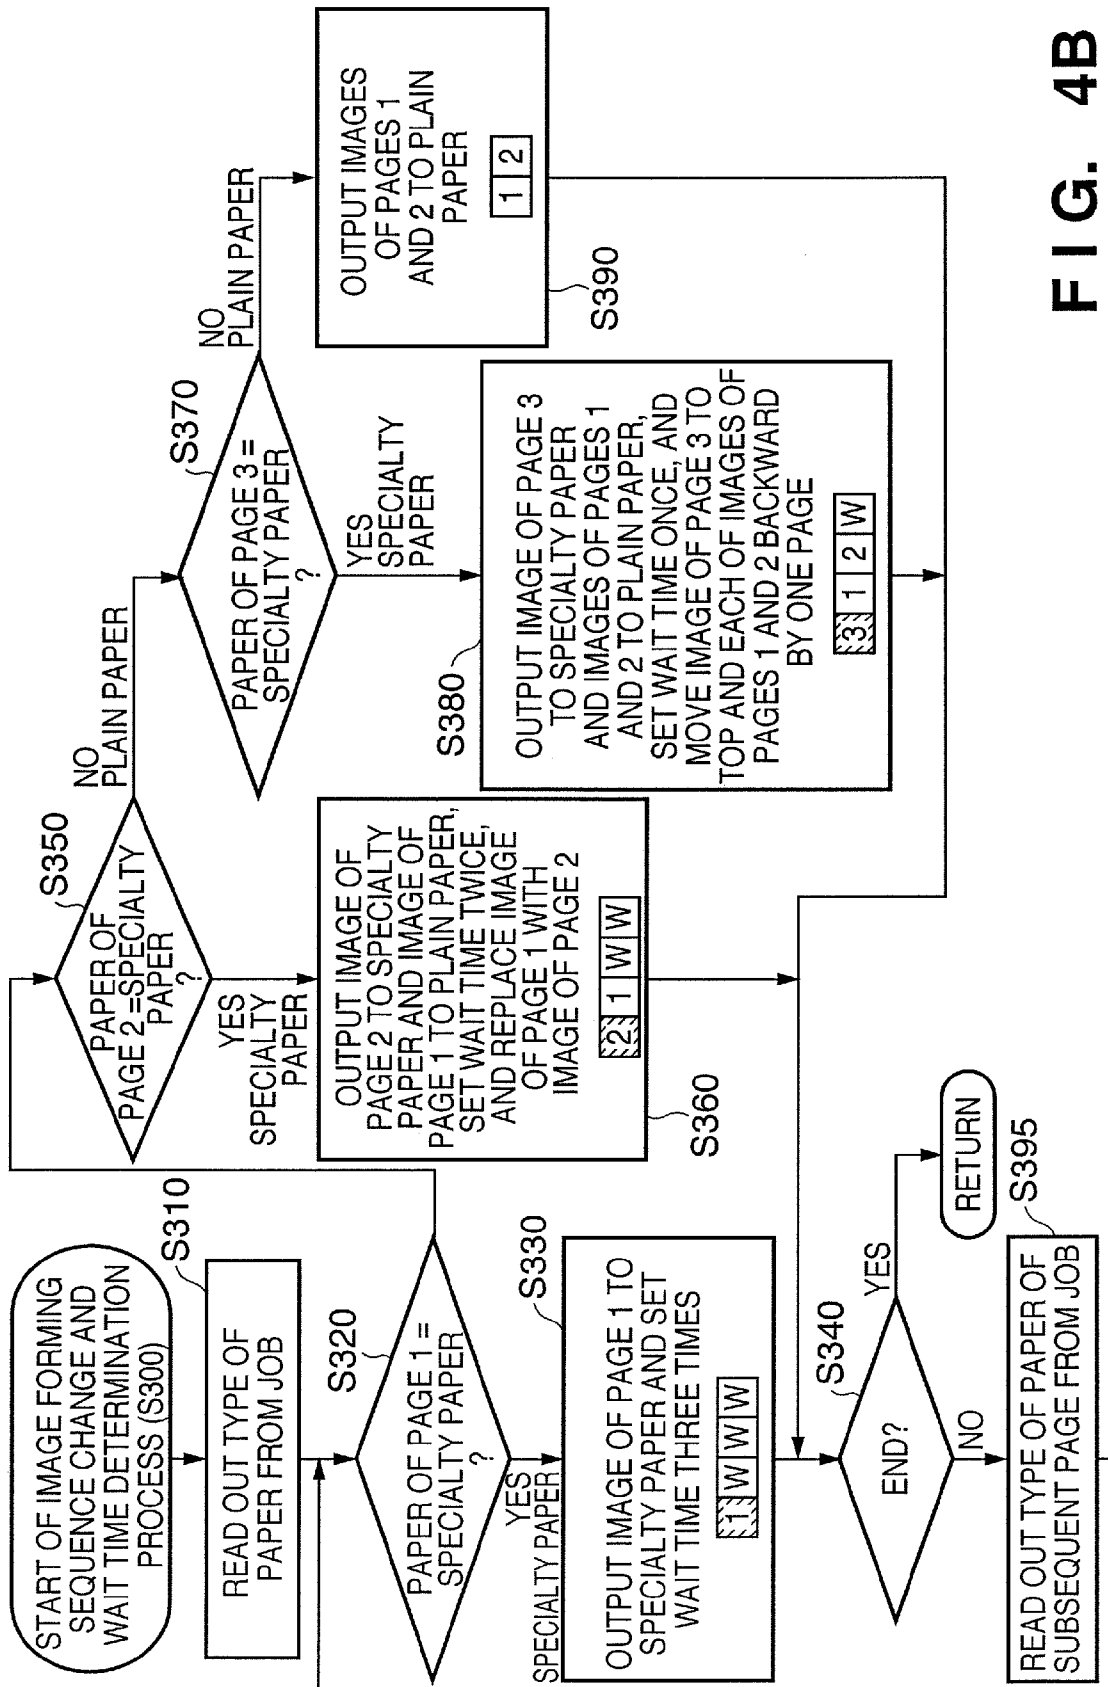 START OF IMAGE FORMING
SEQUENCE CHANGE AND
WAIT TIME DETERMINATION
PROCESS (S300)
S310
READ OUT TYPE OF
PAPER FROM JOB
S320
PAPER OF PAGE 1 =
SPECIALTY PAPER
?
YES
SPECIALTY PAPER
S330
OUTPUT IMAGE OF PAGE 1 TO
SPECIALTY PAPER AND SET
WAIT TIME THREE TIMES
1 W W W
S340
END?
YES
RETURN
NO
S395
READ OUT TYPE OF PAPER OF
SUBSEQUENT PAGE FROM JOB
S350
PAPER OF
PAGE 2 =SPECIALTY
PAPER
?
NO
PLAIN PAPER
YES
SPECIALTY
PAPER
S360
OUTPUT IMAGE OF
PAGE 2 TO SPECIALTY
PAPER AND IMAGE OF
PAGE 1 TO PLAIN PAPER,
SET WAIT TIME TWICE,
AND REPLACE IMAGE
OF PAGE 1 WITH
IMAGE OF PAGE 2
2 1 W W
S370
PAPER OF PAGE 3 =
SPECIALTY PAPER
?
NO
PLAIN PAPER
YES
SPECIALTY
PAPER
S380
OUTPUT IMAGE OF PAGE 3
TO SPECIALTY PAPER
AND IMAGES OF PAGES 1
AND 2 TO PLAIN PAPER,
SET WAIT TIME ONCE, AND
MOVE IMAGE OF PAGE 3 TO
TOP AND EACH OF IMAGES OF
PAGES 1 AND 2 BACKWARD
BY ONE PAGE
3 1 2 W
S390
OUTPUT IMAGES
OF PAGES 1
AND 2 TO PLAIN
PAPER
1 2
FIG. 4B